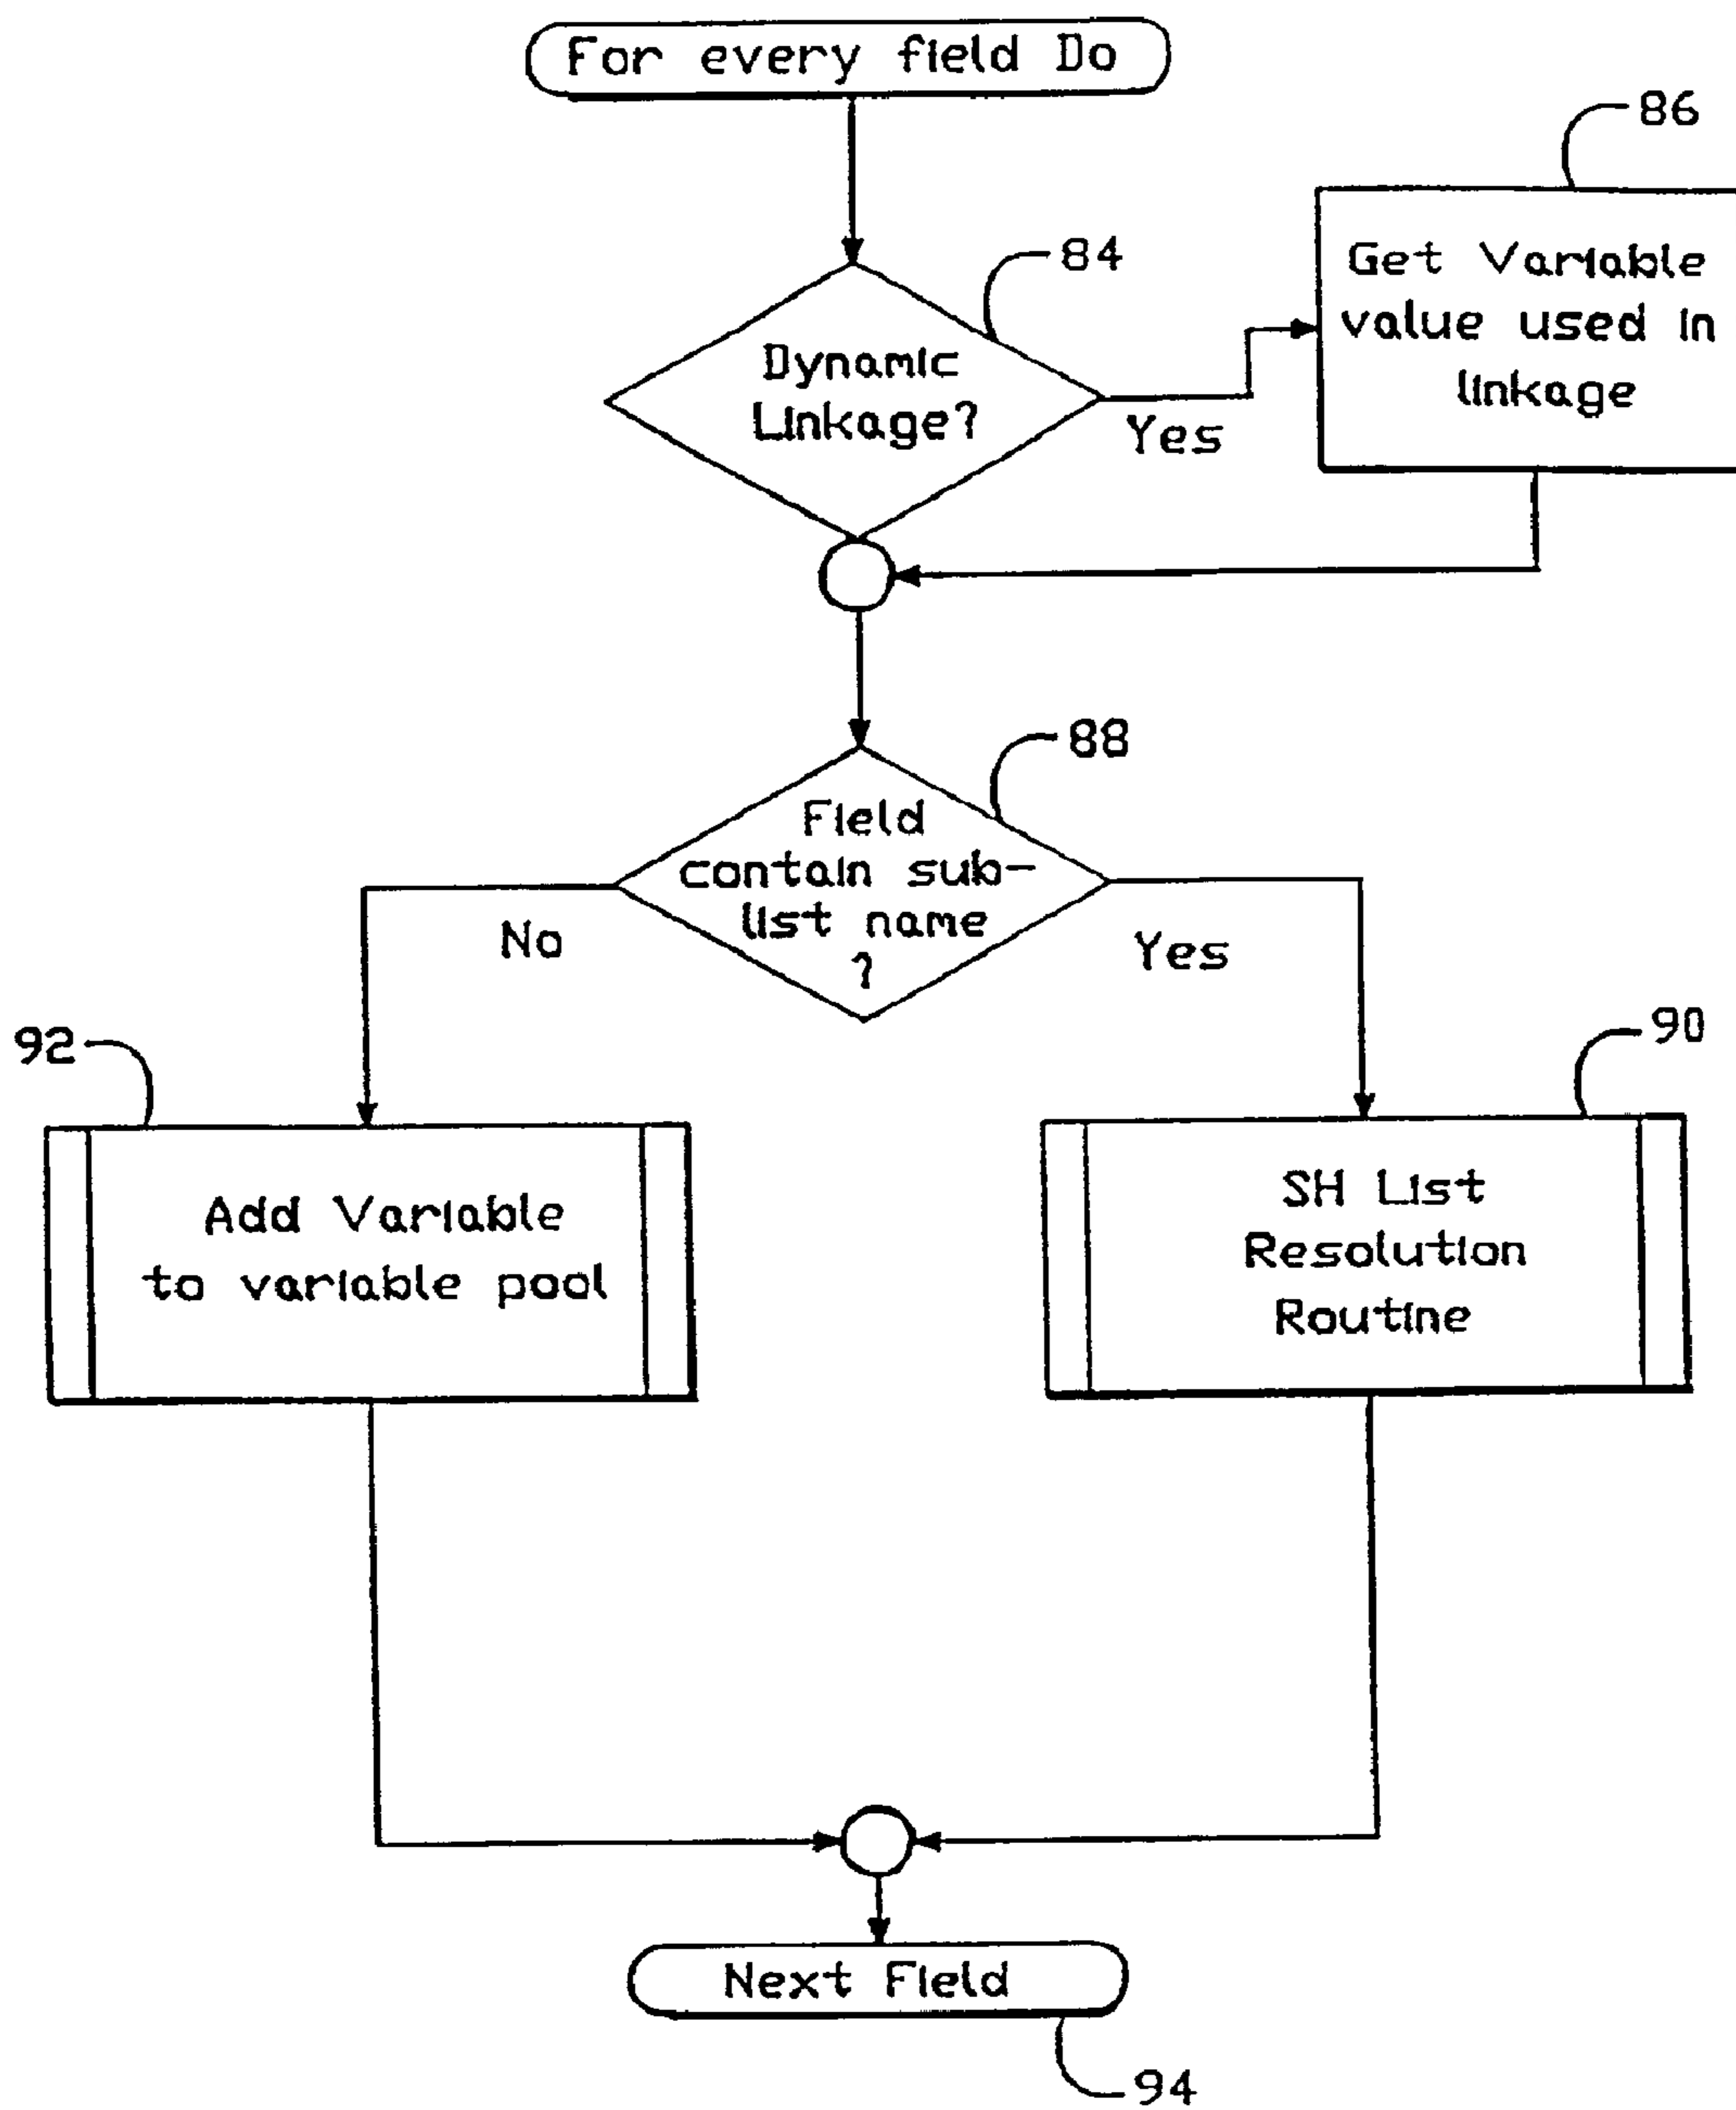 For every field Do
86
84
Get Variable
value used in
linkage
Dynamic
Linkage?
Yes
88
Field
contain sub-
list name
?
No
Yes
92
90
Add Variable
to variable pool
SH List
Resolution
Routine
Next Field
94